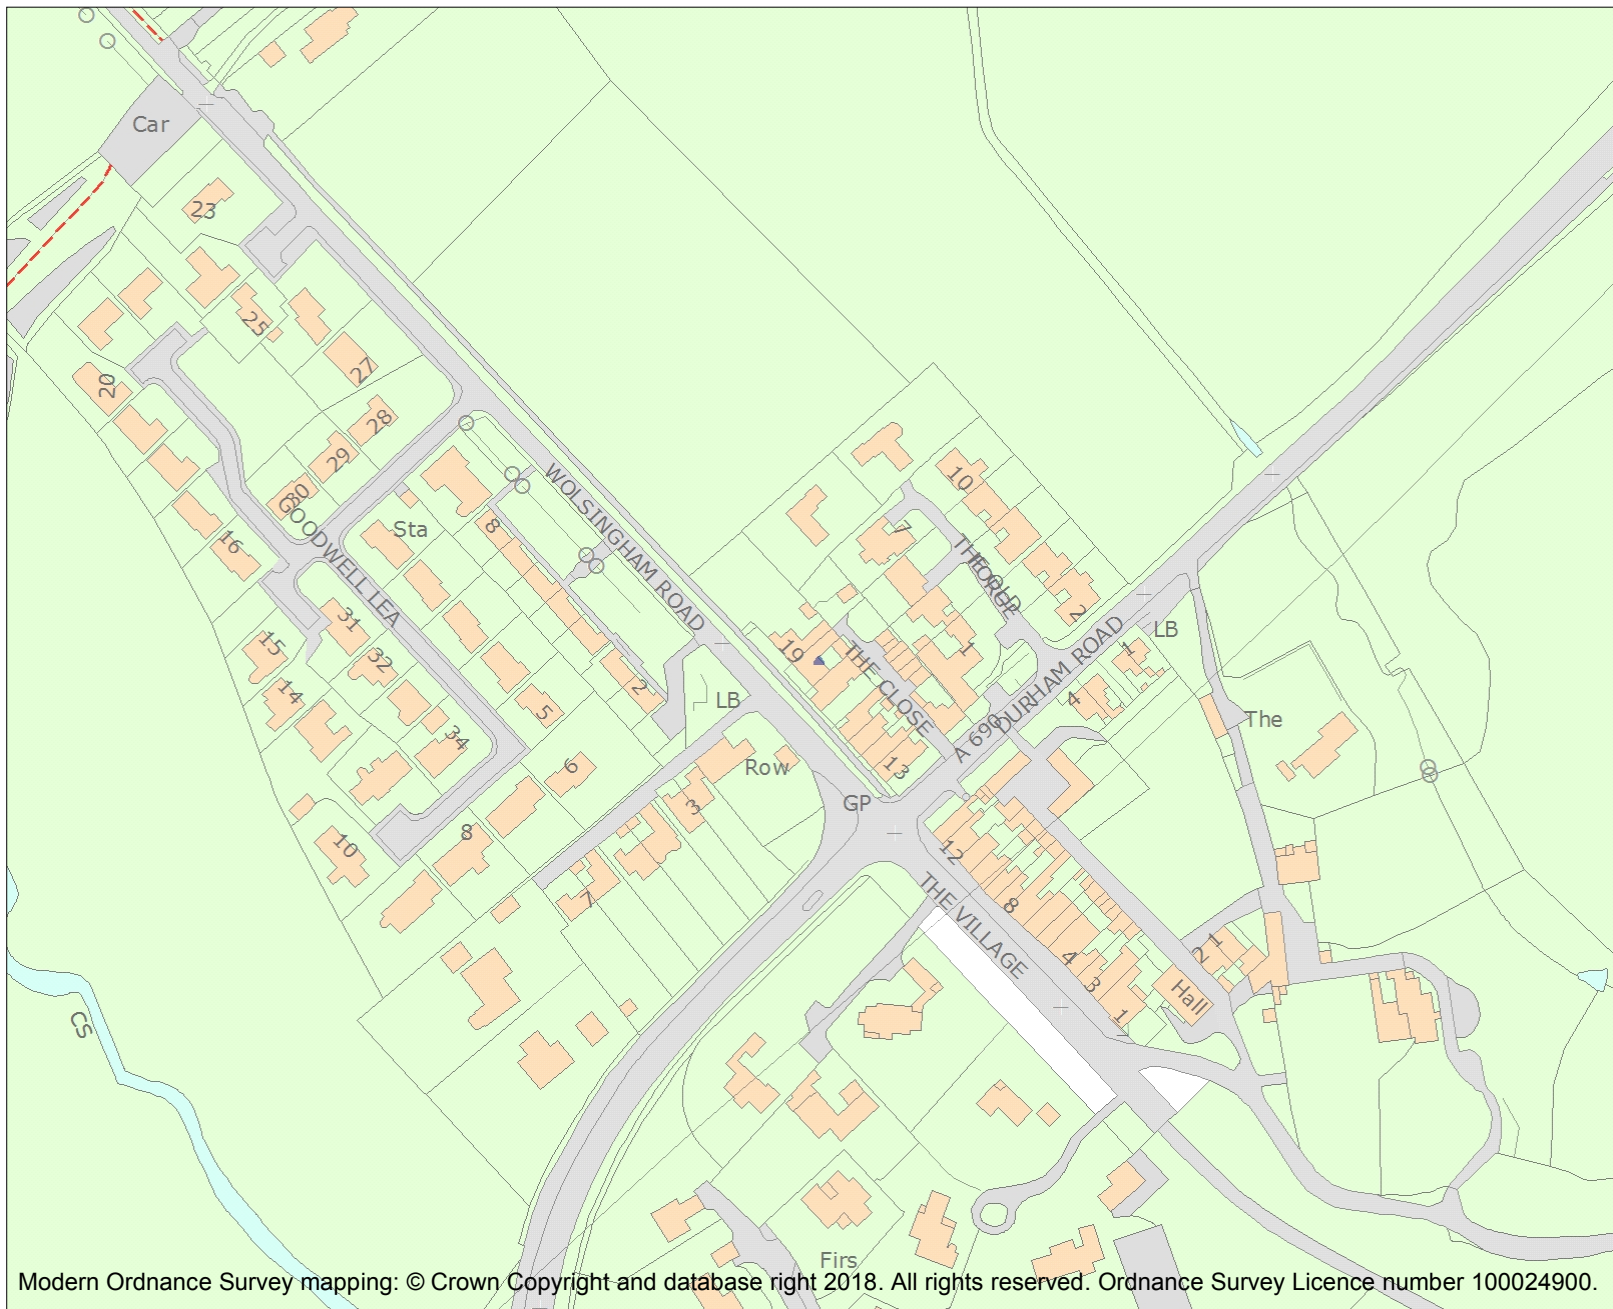 Car
23
25
27
20
28
29
30
GOODWELL LEA
16
Sta
8
WOLSINGHAM ROAD
10
7
THE OLD
FORGE
2
1
LB
1
4
DURHAM ROAD
A 690
19
THE CLOSE
13
31
32
15
14
34
5
2
LB
The
Row
GP
6
3
8
10
7
12
8
THE VILLAGE
4
3
1
Hall
1
2
CS
Firs
Modern Ordnance Survey mapping: © Crown Copyright and database right 2018. All rights reserved. Ordnance Survey Licence number 100024900.